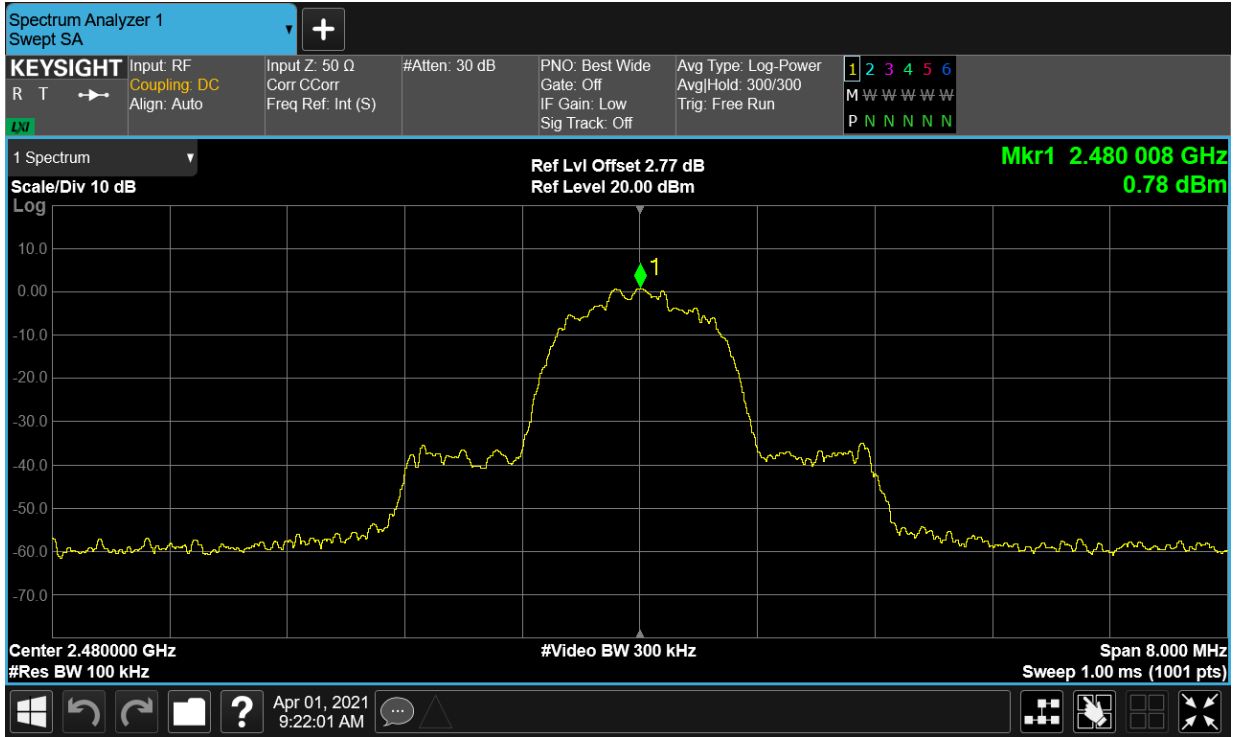 Spectrum Analyzer 1
Swept SA
KEYSIGHT
R T
LXI
Input: RF
Coupling: DC
Align: Auto
Input Z: 50 Ω
Corr CCorr
Freq Ref: Int (S)
#Atten: 30 dB
PNO: Best Wide
Gate: Off
IF Gain: Low
Sig Track: Off
Avg Type: Log-Power
Avg|Hold: 300/300
Trig: Free Run
1 2 3 4 5 6
M W W W W W
P N N N N N
1 Spectrum
Scale/Div 10 dB
Log
Ref Lvl Offset 2.77 dB
Ref Level 20.00 dBm
Mkr1 2.480 008 GHz
0.78 dBm
1
10.0
0.00
-10.0
-20.0
-30.0
-40.0
-50.0
-60.0
-70.0
Center 2.480000 GHz
#Res BW 100 kHz
#Video BW 300 kHz
Span 8.000 MHz
Sweep 1.00 ms (1001 pts)
?
Apr 01, 2021
9:22:01 AM